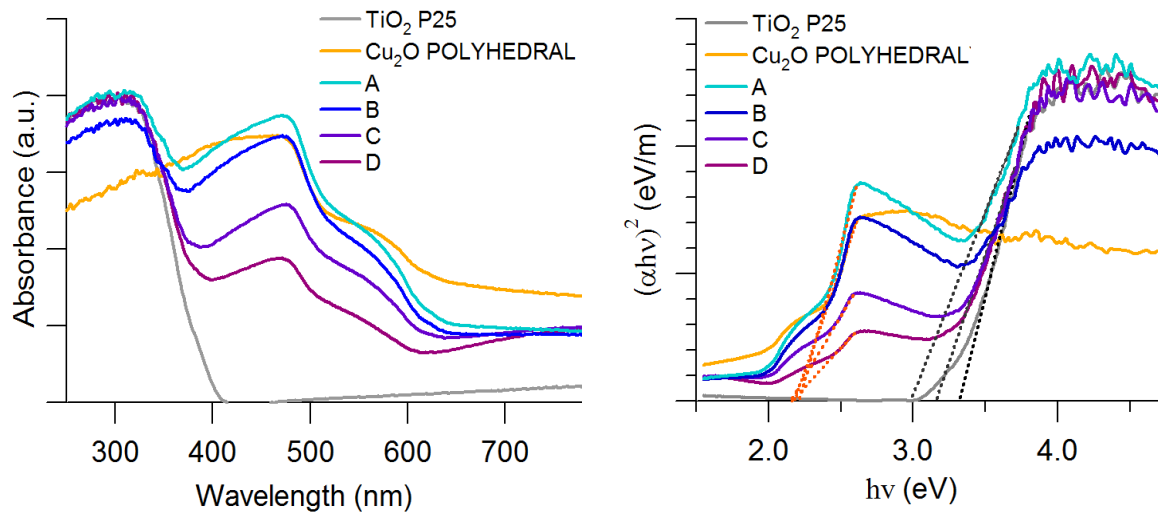 TiO₂ P25
Cu₂O POLYHEDRAL
A
B
C
D
Absorbance (a.u.)
300 400 500 600 700
Wavelength (nm)
TiO₂ P25
Cu₂O POLYHEDRAL
A
B
C
D
(αhν)² (eV/m)
2.0 3.0 4.0
hν (eV)